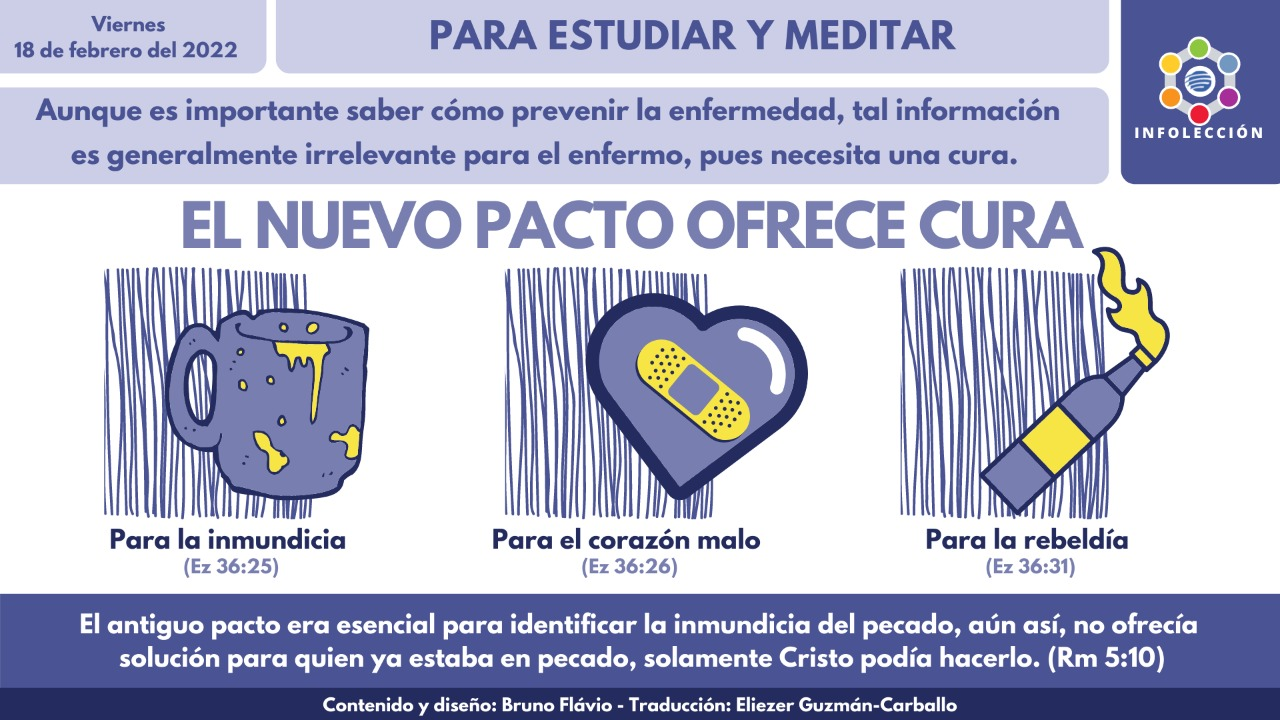 Viernes
18 de febrero del 2022
PARA ESTUDIAR Y MEDITAR
INFOLECCIÓN
Aunque es importante saber cómo prevenir la enfermedad, tal información
es generalmente irrelevante para el enfermo, pues necesita una cura.
EL NUEVO PACTO OFRECE CURA
Para la inmundicia
(Ez 36:25)
Para el corazón malo
(Ez 36:26)
Para la rebeldía
(Ez 36:31)
El antiguo pacto era esencial para identificar la inmundicia del pecado, aún así, no ofrecía
solución para quien ya estaba en pecado, solamente Cristo podía hacerlo. (Rm 5:10)
Contenido y diseño: Bruno Flávio - Traducción: Eliezer Guzmán-Carballo